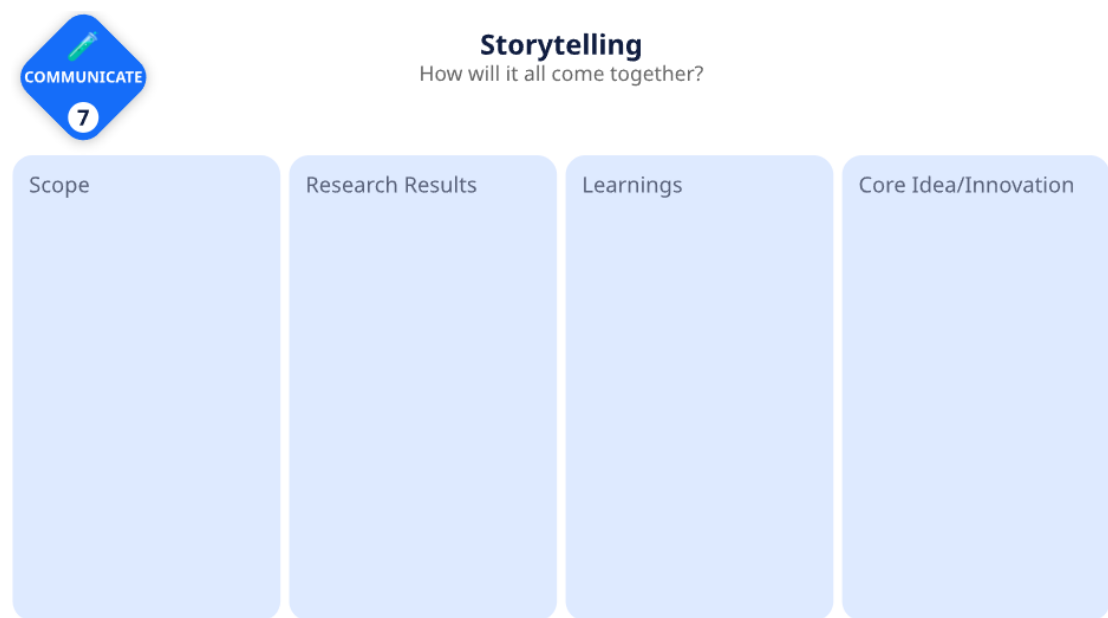 COMMUNICATE
7
Storytelling
How will it all come together?
Scope
Research Results
Learnings
Core Idea/Innovation